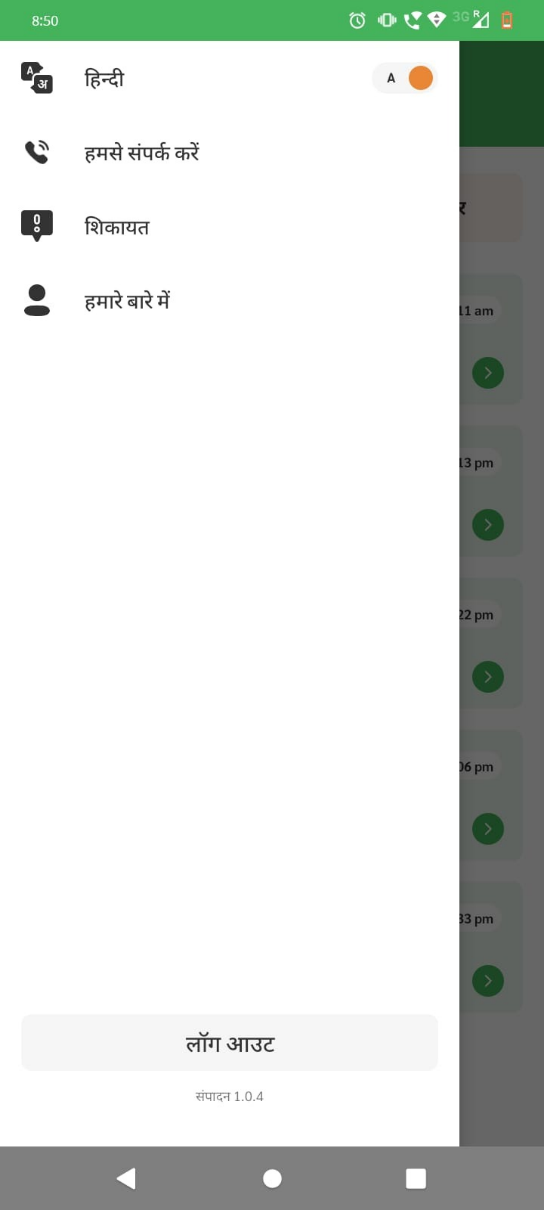 8:50
3G R
A अ
हिन्दी
A
हमसे संपर्क करें
शिकायत
हमारे बारे में
र
11 am
13 pm
22 pm
06 pm
33 pm
लॉग आउट
संपादन 1.0.4